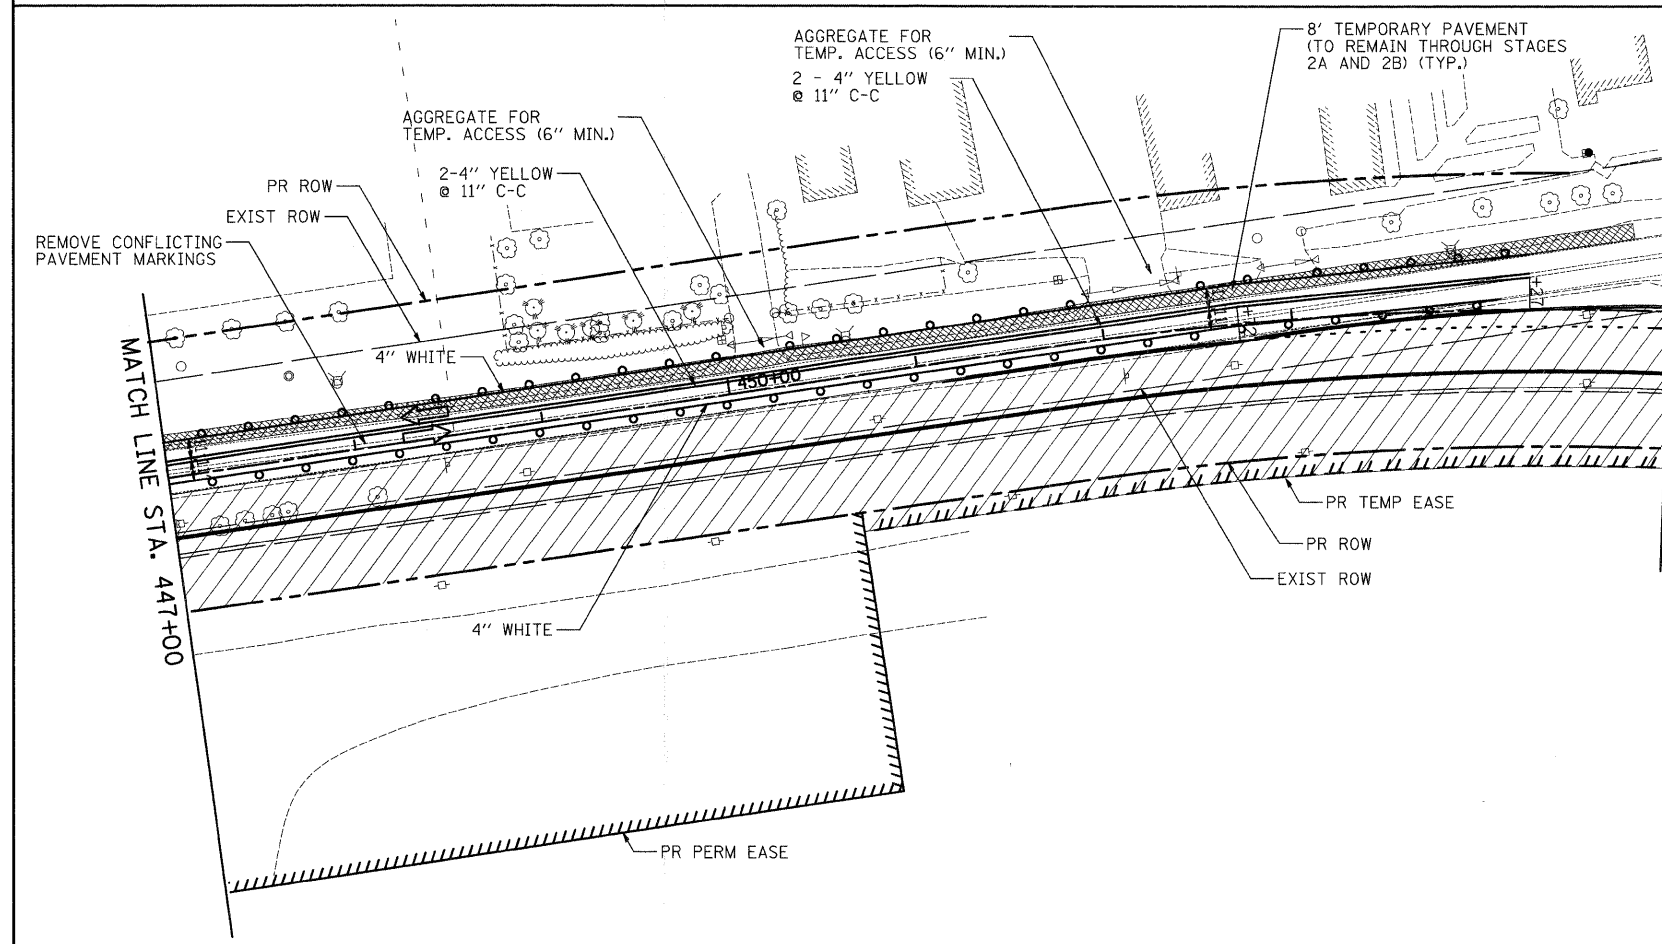 AGGREGATE FOR
TEMP. ACCESS (6" MIN.)
2 - 4" YELLOW
@ 11" C-C
8' TEMPORARY PAVEMENT
(TO REMAIN THROUGH STAGES
2A AND 2B) (TYP.)
AGGREGATE FOR
TEMP. ACCESS (6" MIN.)
2-4" YELLOW
@ 11" C-C
PR ROW
EXIST ROW
REMOVE CONFLICTING
PAVEMENT MARKINGS
4" WHITE
450+00
+27
MATCH LINE STA. 447+00
4" WHITE
PR TEMP EASE
PR ROW
EXIST ROW
PR PERM EASE